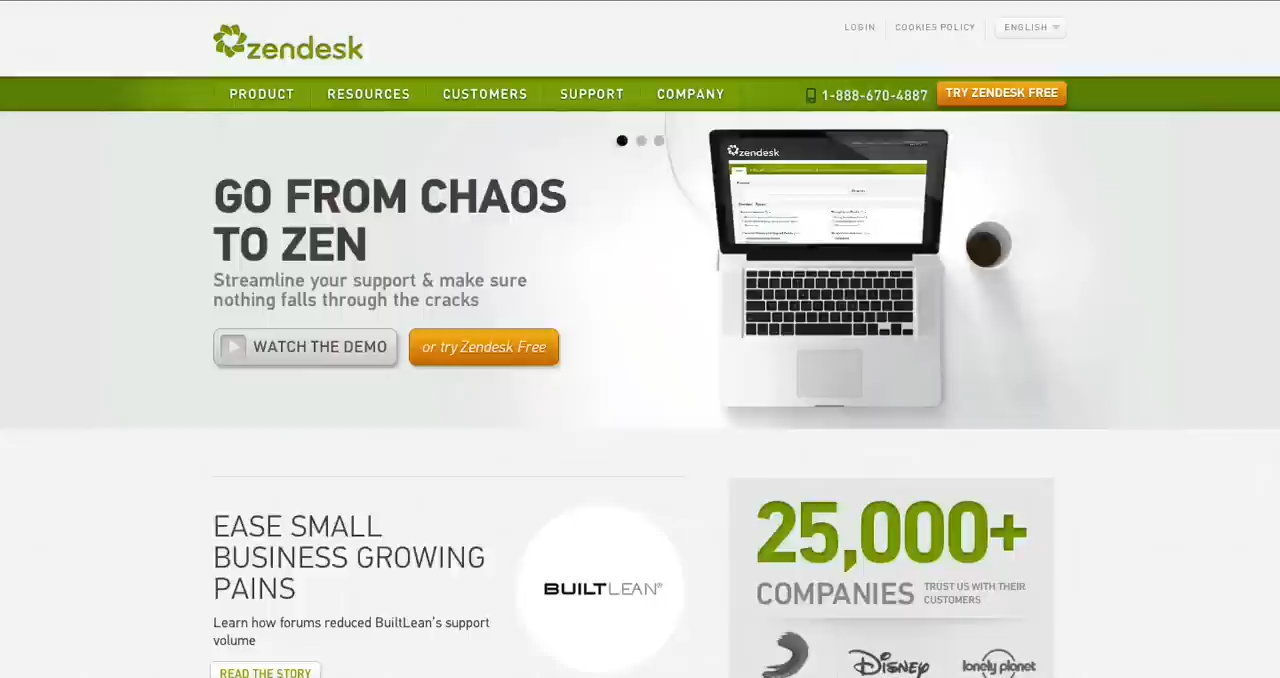 zendesk
LOGIN
COOKIES POLICY
ENGLISH
PRODUCT
RESOURCES
CUSTOMERS
SUPPORT
COMPANY
1-888-670-4887
TRY ZENDESK FREE
zendesk
GO FROM CHAOS
TO ZEN
Streamline your support & make sure
nothing falls through the cracks
WATCH THE DEMO
or try Zendesk Free
EASE SMALL
BUSINESS GROWING
PAINS
Learn how forums reduced BuiltLean's support
volume
READ THE STORY
BUILTLEAN®
25,000+
COMPANIES
TRUST US WITH THEIR
CUSTOMERS
Disney
lonely planet